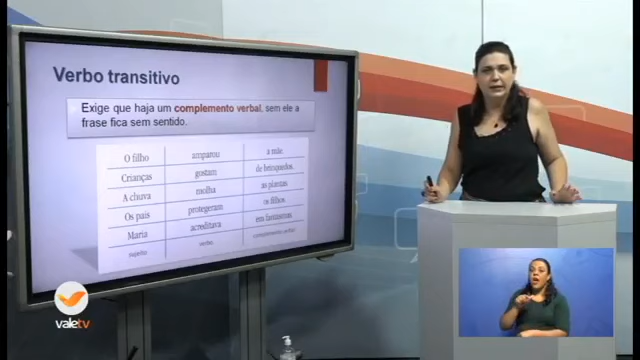 Verbo transitivo
Exige que haja um complemento verbal, sem ele a
frase fica sem sentido.
O filho amparou a mãe.
Crianças gostam de brinquedos.
A chuva molha as plantas
Os pais protegeram os filhos.
Maria acreditava em fantasmas.
sujeito verbo complemento verbal
valetv